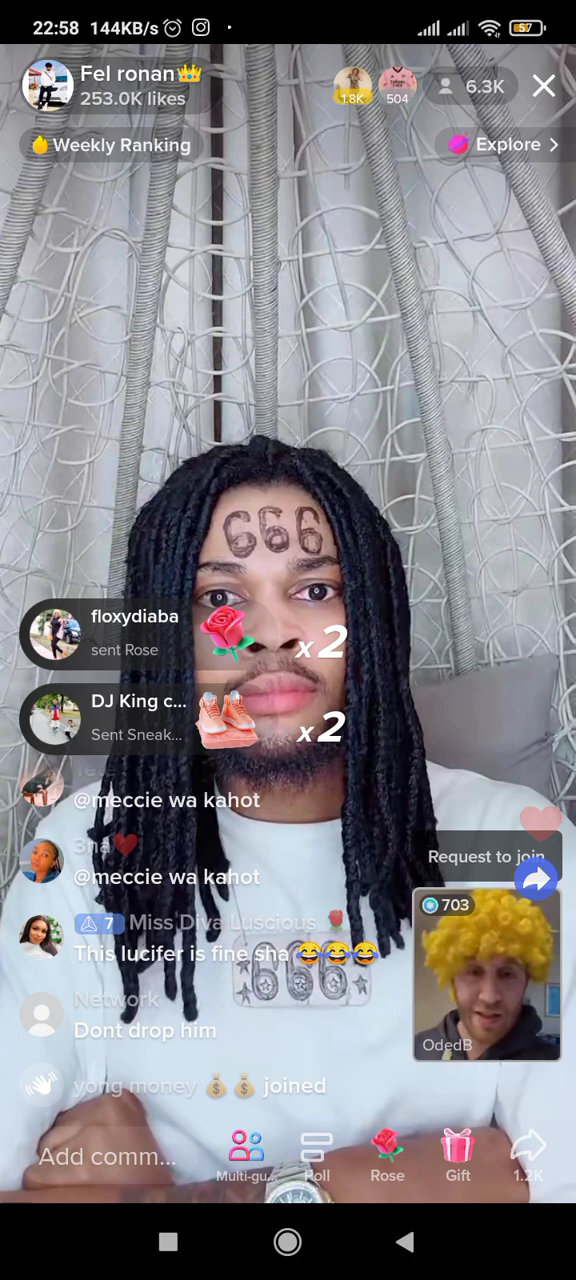 22:58 144KB/s
57
Fel ronan👑
253.0K likes
1.8K
504
6.3K
Weekly Ranking
Explore >
666
floxydiaba
sent Rose
x2
DJ King c...
Sent Sneak...
x2
@meccie wa kahot
3na❤️
@meccie wa kahot
Request to join
703
7 Miss Diva Luscious 🌹
This lucifer is fine sha 😂😂😂
666
Network
Dont drop him
OdedB
yong money 💰💰 joined
Add comm...
Multi-gu...
Poll
Rose
Gift
1.2K